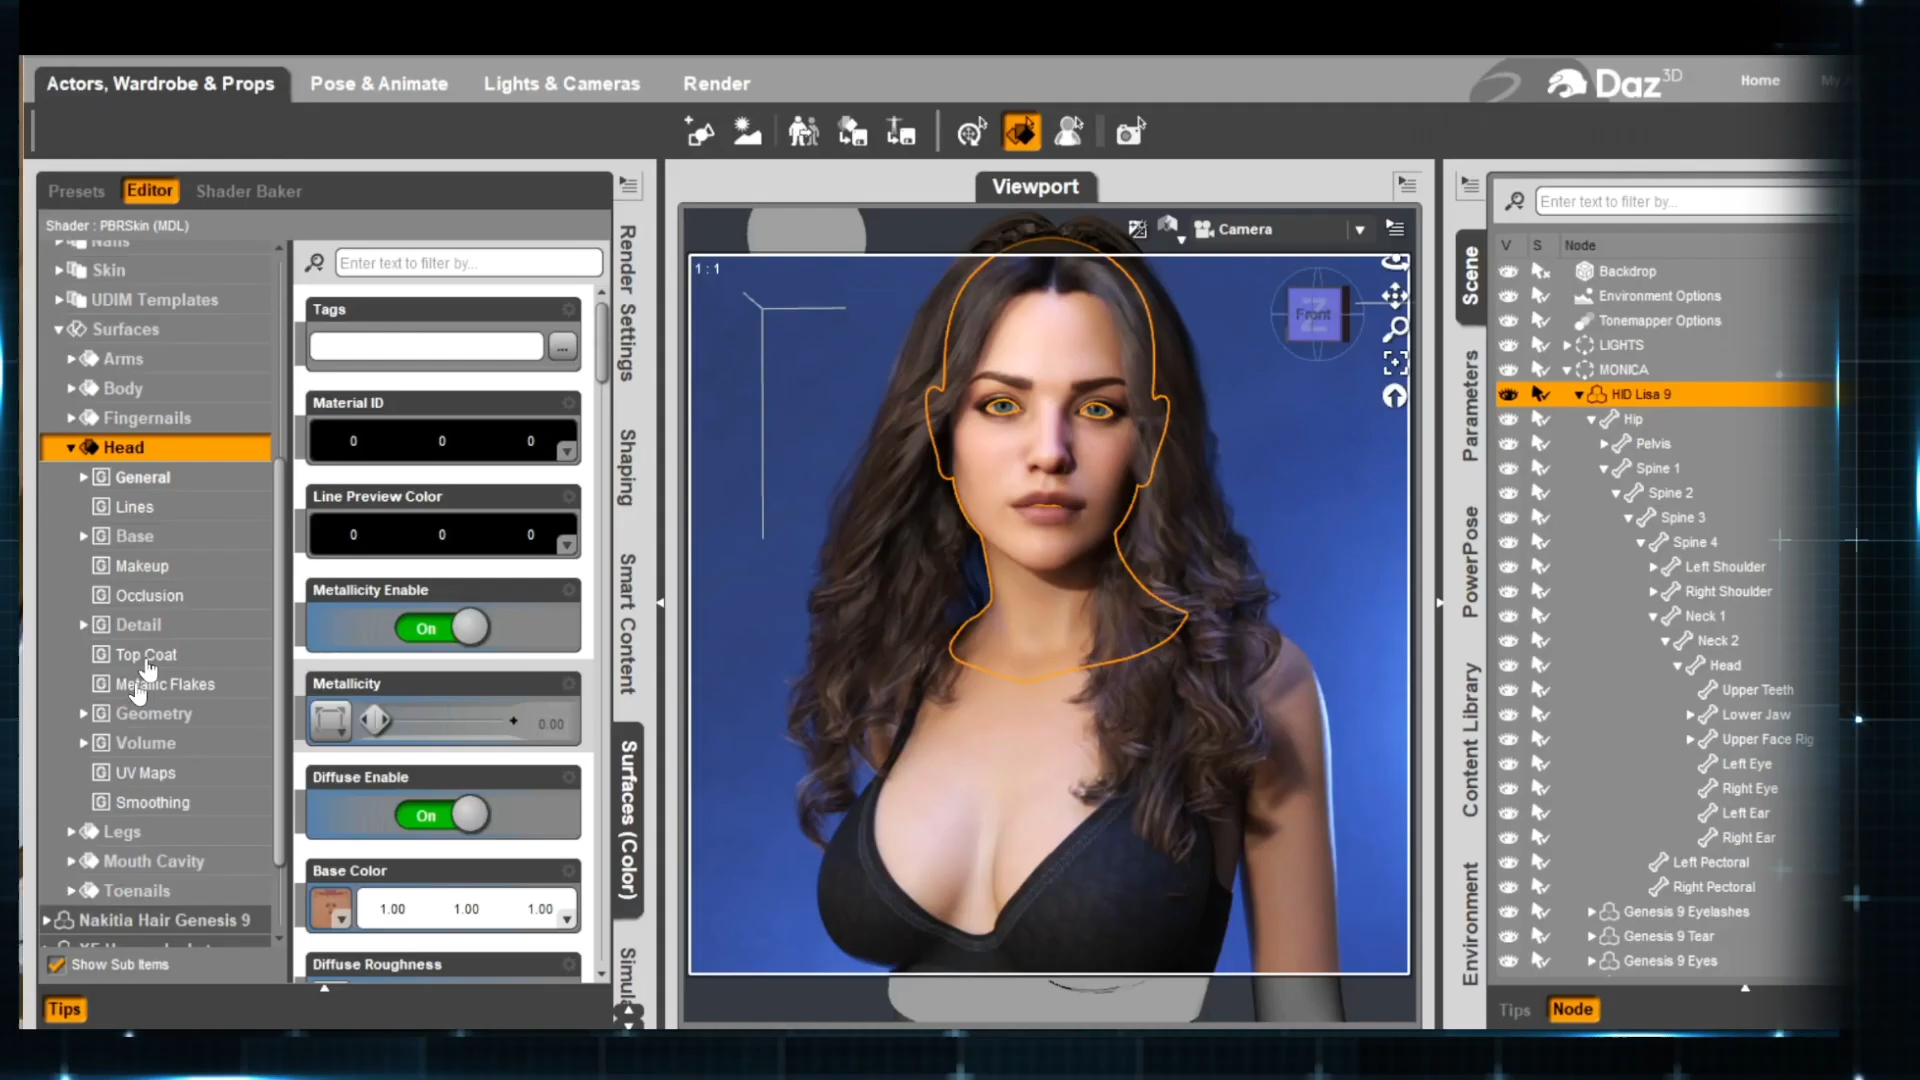 Actors, Wardrobe & Props
Pose & Animate
Lights & Cameras
Render
Daz 3D
Home
Presets
Editor
Shader Baker
Shader : PBRSkin (MDL)
Nails
Skin
UDIM Templates
Surfaces
Arms
Body
Fingernails
Head
General
Lines
Base
Makeup
Occlusion
Detail
Top Coat
Metallic Flakes
Geometry
Volume
UV Maps
Smoothing
Legs
Mouth Cavity
Toenails
Nakitia Hair Genesis 9
Show Sub Items
Tips
Enter text to filter by...
Tags
...
Material ID
0 0 0
Line Preview Color
0 0 0
Metallicity Enable
On
Metallicity
0.00
Diffuse Enable
On
Base Color
1.00 1.00 1.00
Diffuse Roughness
Render Settings
Shaping
Smart Content
Surfaces (Color)
Simula
Viewport
Camera
1 : 1
Front
Scene
Parameters
PowerPose
Content Library
Environment
Enter text to filter by...
V S Node
Backdrop
Environment Options
Tonemapper Options
LIGHTS
MONICA
HID Lisa 9
Hip
Pelvis
Spine 1
Spine 2
Spine 3
Spine 4
Left Shoulder
Right Shoulder
Neck 1
Neck 2
Head
Upper Teeth
Lower Jaw
Upper Face Rig
Left Eye
Right Eye
Left Ear
Right Ear
Left Pectoral
Right Pectoral
Genesis 9 Eyelashes
Genesis 9 Tear
Genesis 9 Eyes
Tips
Node